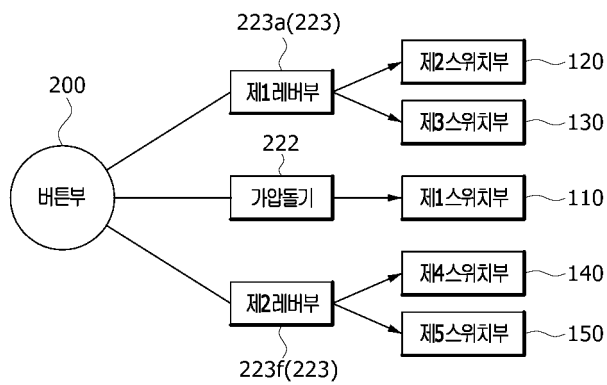 223a(223)
제2스위치부
120
200
제1레버부
제3스위치부
130
222
버튼부
가압돌기
제1스위치부
110
제4스위치부
140
제2레버부
제5스위치부
150
223f(223)